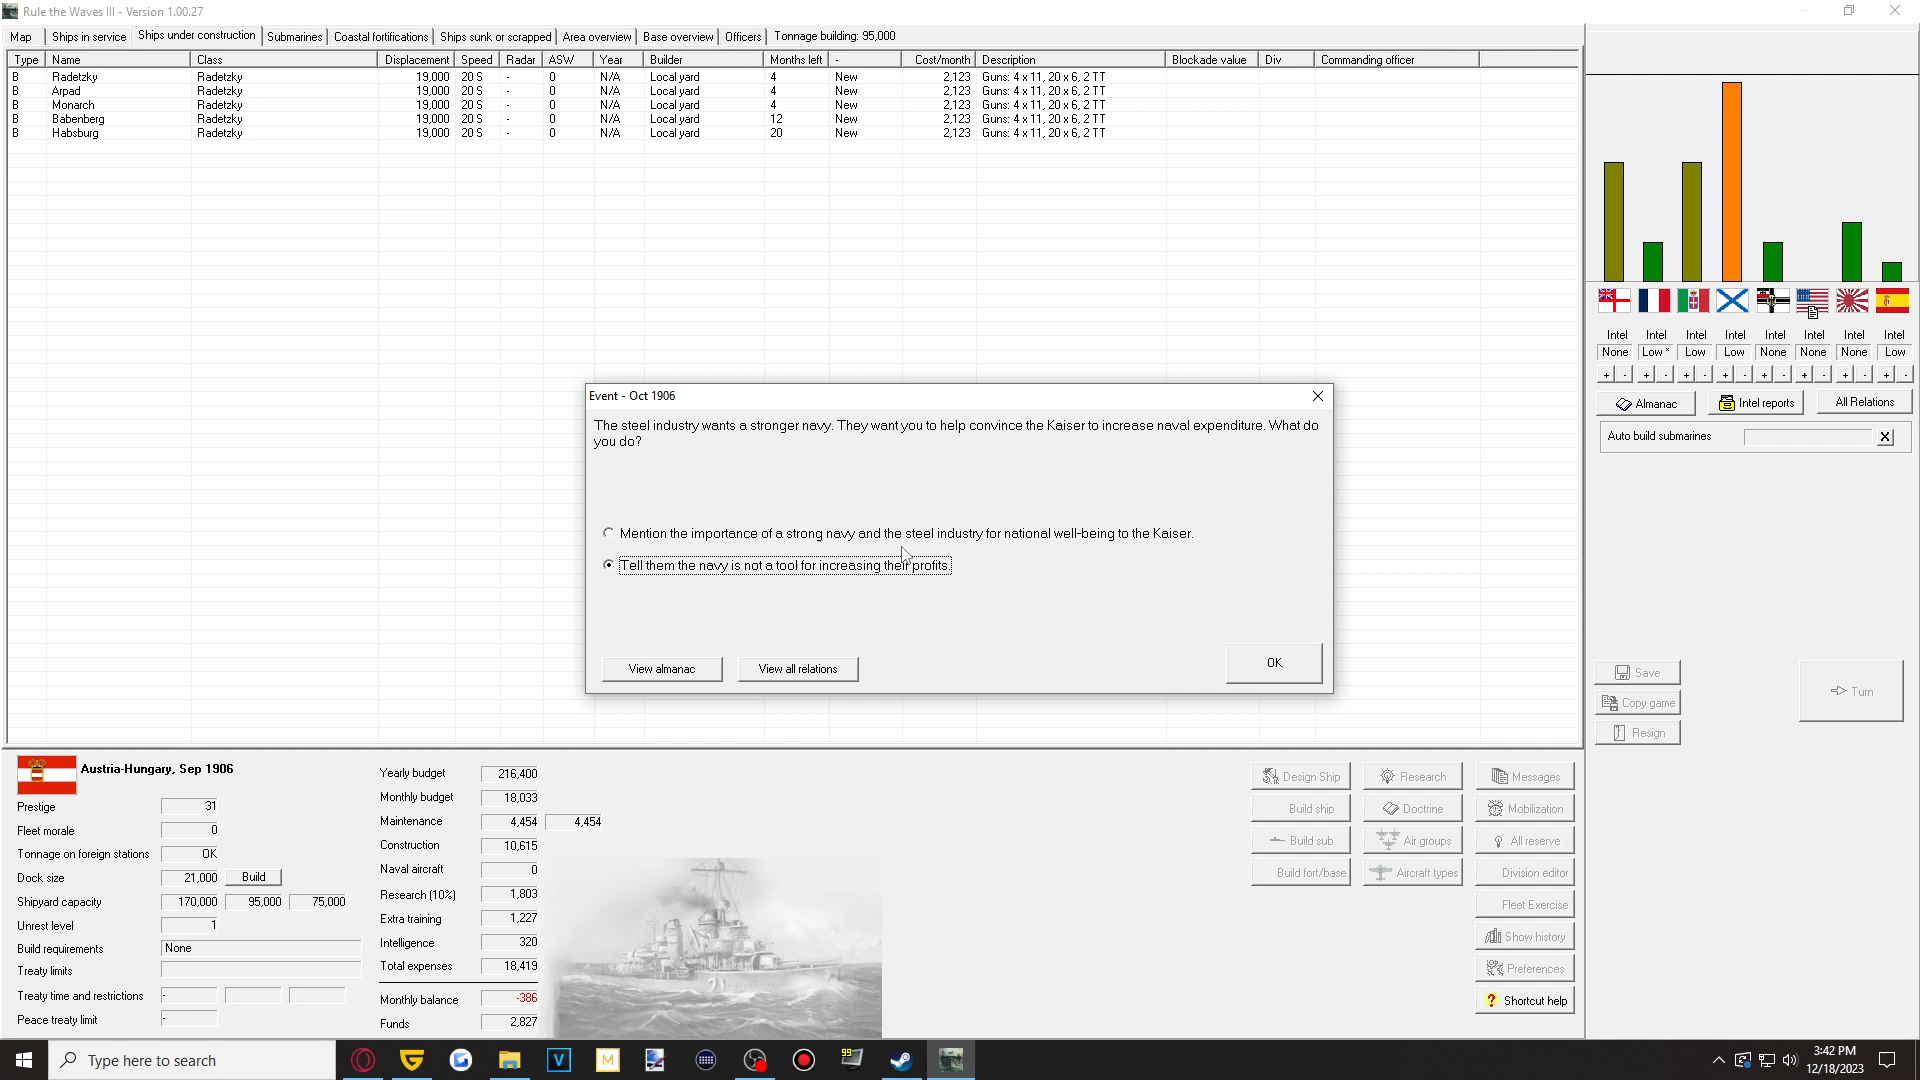 Rule the Waves III - Version 1.00.27
Map Ships in service Ships under construction Submarines Coastal fortifications Ships sunk or scrapped Area overview Base overview Officers Tonnage building: 95,000
Type Name Class Displacement Speed Radar ASW Year Builder Months left - Cost/month Description Blockade value Div Commanding officer
B Radetzky Radetzky 19,000 20 S - 0 N/A Local yard 4 New 2,123 Guns: 4 x 11, 20 x 6, 2 TT
B Arpad Radetzky 19,000 20 S - 0 N/A Local yard 4 New 2,123 Guns: 4 x 11, 20 x 6, 2 TT
B Monarch Radetzky 19,000 20 S - 0 N/A Local yard 4 New 2,123 Guns: 4 x 11, 20 x 6, 2 TT
B Babenberg Radetzky 19,000 20 S - 0 N/A Local yard 12 New 2,123 Guns: 4 x 11, 20 x 6, 2 TT
B Habsburg Radetzky 19,000 20 S - 0 N/A Local yard 20 New 2,123 Guns: 4 x 11, 20 x 6, 2 TT
Intel Intel Intel Intel Intel Intel Intel Intel
None Low * Low Low None None None Low
+ - + - + - + - + - + - + - + -
Almanac Intel reports All Relations
Auto build submarines X
Event - Oct 1906
The steel industry wants a stronger navy. They want you to help convince the Kaiser to increase naval expenditure. What do
you do?
Mention the importance of a strong navy and the steel industry for national well-being to the Kaiser.
Tell them the navy is not a tool for increasing their profits.
View almanac View all relations OK
Save
Copy game
Resign
Turn
Austria-Hungary, Sep 1906
Prestige 31
Fleet morale 0
Tonnage on foreign stations OK
Dock size 21,000 Build
Shipyard capacity 170,000 95,000 75,000
Unrest level 1
Build requirements None
Treaty limits
Treaty time and restrictions -
Peace treaty limit -
Yearly budget 216,400
Monthly budget 18,033
Maintenance 4,454 4,454
Construction 10,615
Naval aircraft 0
Research (10%) 1,803
Extra training 1,227
Intelligence 320
Total expenses 18,419
Monthly balance -386
Funds 2,827
Design Ship Research Messages
Build ship Doctrine Mobilization
Build sub Air groups All reserve
Build fort/base Aircraft types Division editor
Fleet Exercise
Show history
Preferences
? Shortcut help
Type here to search
V
M
99
3:42 PM
12/18/2023